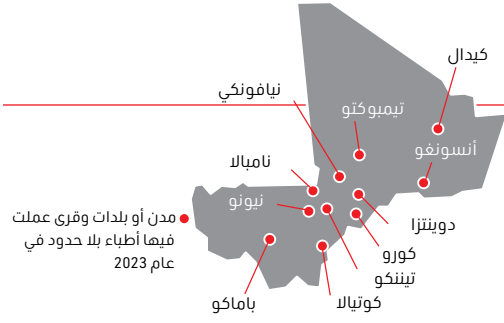 كيدال
نيافونكي
تيمبوكتو
أنسونغو
نامبالا
نيونو
مدن أو بلدات وقرى عملت
فيها أطباء بلا حدود في
عام 2023
دوينتزا
كورو
تيننكو
كوتيالا
باماكو